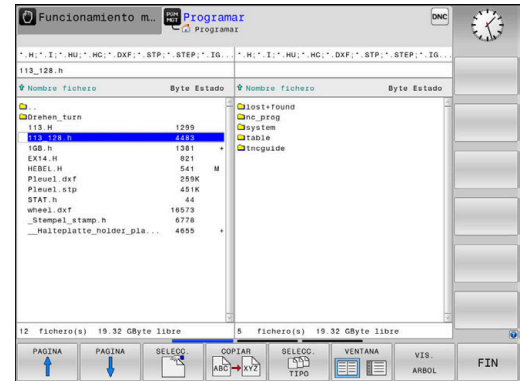 Funcionamiento m...
PGM MGT
Programar
Programar
DNC
*.H;*.I;*.HU;*.HC;*.DXF;*.STP;*.STEP;*.IG...
*.H;*.I;*.HU;*.HC;*.DXF;*.STP;*.STEP;*.IG...
113_128.h
Nombre fichero Byte Estado
..
Drehen_turn
113.H 1299
113_128.h 4483
1GB.h 1381 +
EX14.H 821
HEBEL.H 541 M
Pleuel.dxf 259K
Pleuel.stp 451K
STAT.h 44
wheel.dxf 16573
_Stempel_stamp.h 6778
__Halteplatte_holder_pla... 4655 +
12 fichero(s) 19.32 GByte libre
Nombre fichero Byte Estado
lost+found
nc_prog
system
table
tncguide
5 fichero(s) 19.32 GByte libre
PAGINA
PAGINA
SELECC.
COPIAR
ABC XYZ
SELECC.
TIPO
VENTANA
VIS.
ARBOL
FIN